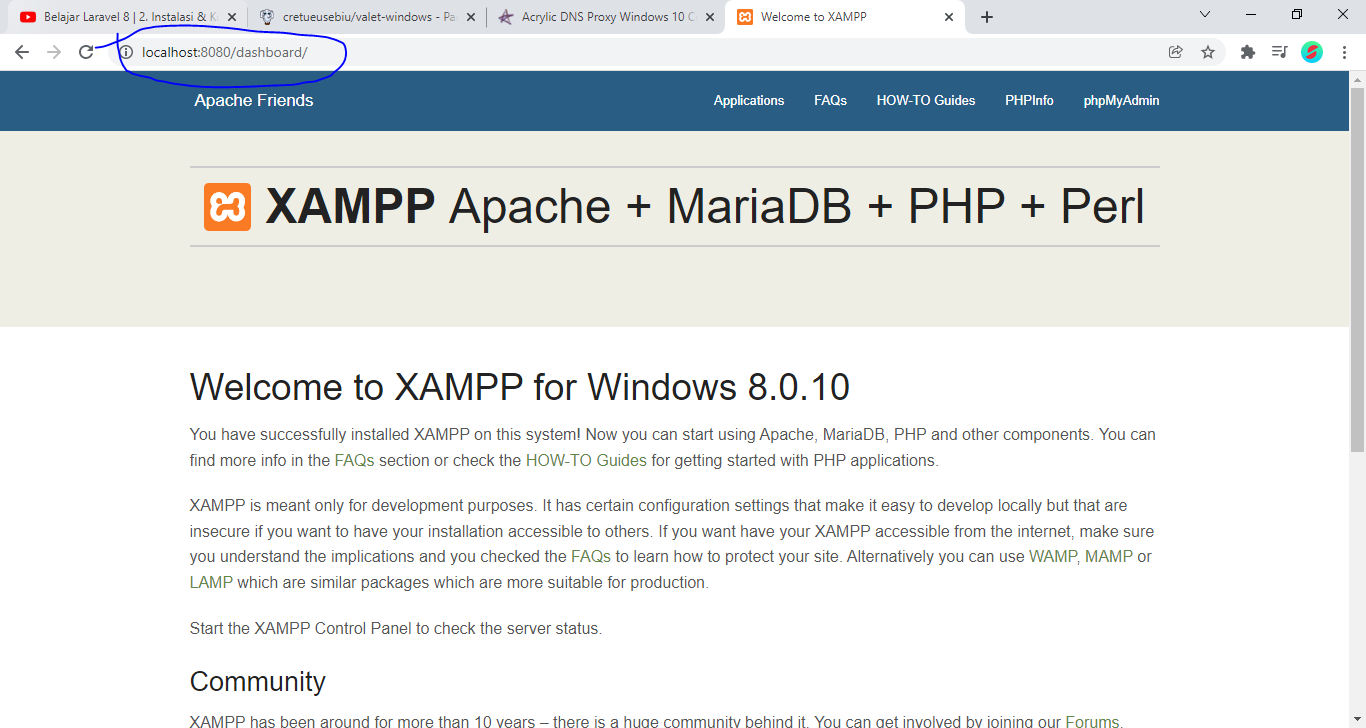 Belajar Laravel 8 | 2. Instalasi & K
cretueusebiu/valet-windows - Pa
Acrylic DNS Proxy Windows 10 C
Welcome to XAMPP
localhost:8080/dashboard/
Apache Friends
Applications
FAQs
HOW-TO Guides
PHPInfo
phpMyAdmin
XAMPP Apache + MariaDB + PHP + Perl
Welcome to XAMPP for Windows 8.0.10
You have successfully installed XAMPP on this system! Now you can start using Apache, MariaDB, PHP and other components. You can
find more info in the FAQs section or check the HOW-TO Guides for getting started with PHP applications.
XAMPP is meant only for development purposes. It has certain configuration settings that make it easy to develop locally but that are
insecure if you want to have your installation accessible to others. If you want have your XAMPP accessible from the internet, make sure
you understand the implications and you checked the FAQs to learn how to protect your site. Alternatively you can use WAMP, MAMP or
LAMP which are similar packages which are more suitable for production.
Start the XAMPP Control Panel to check the server status.
Community
XAMPP has been around for more than 10 years – there is a huge community behind it. You can get involved by joining our Forums,